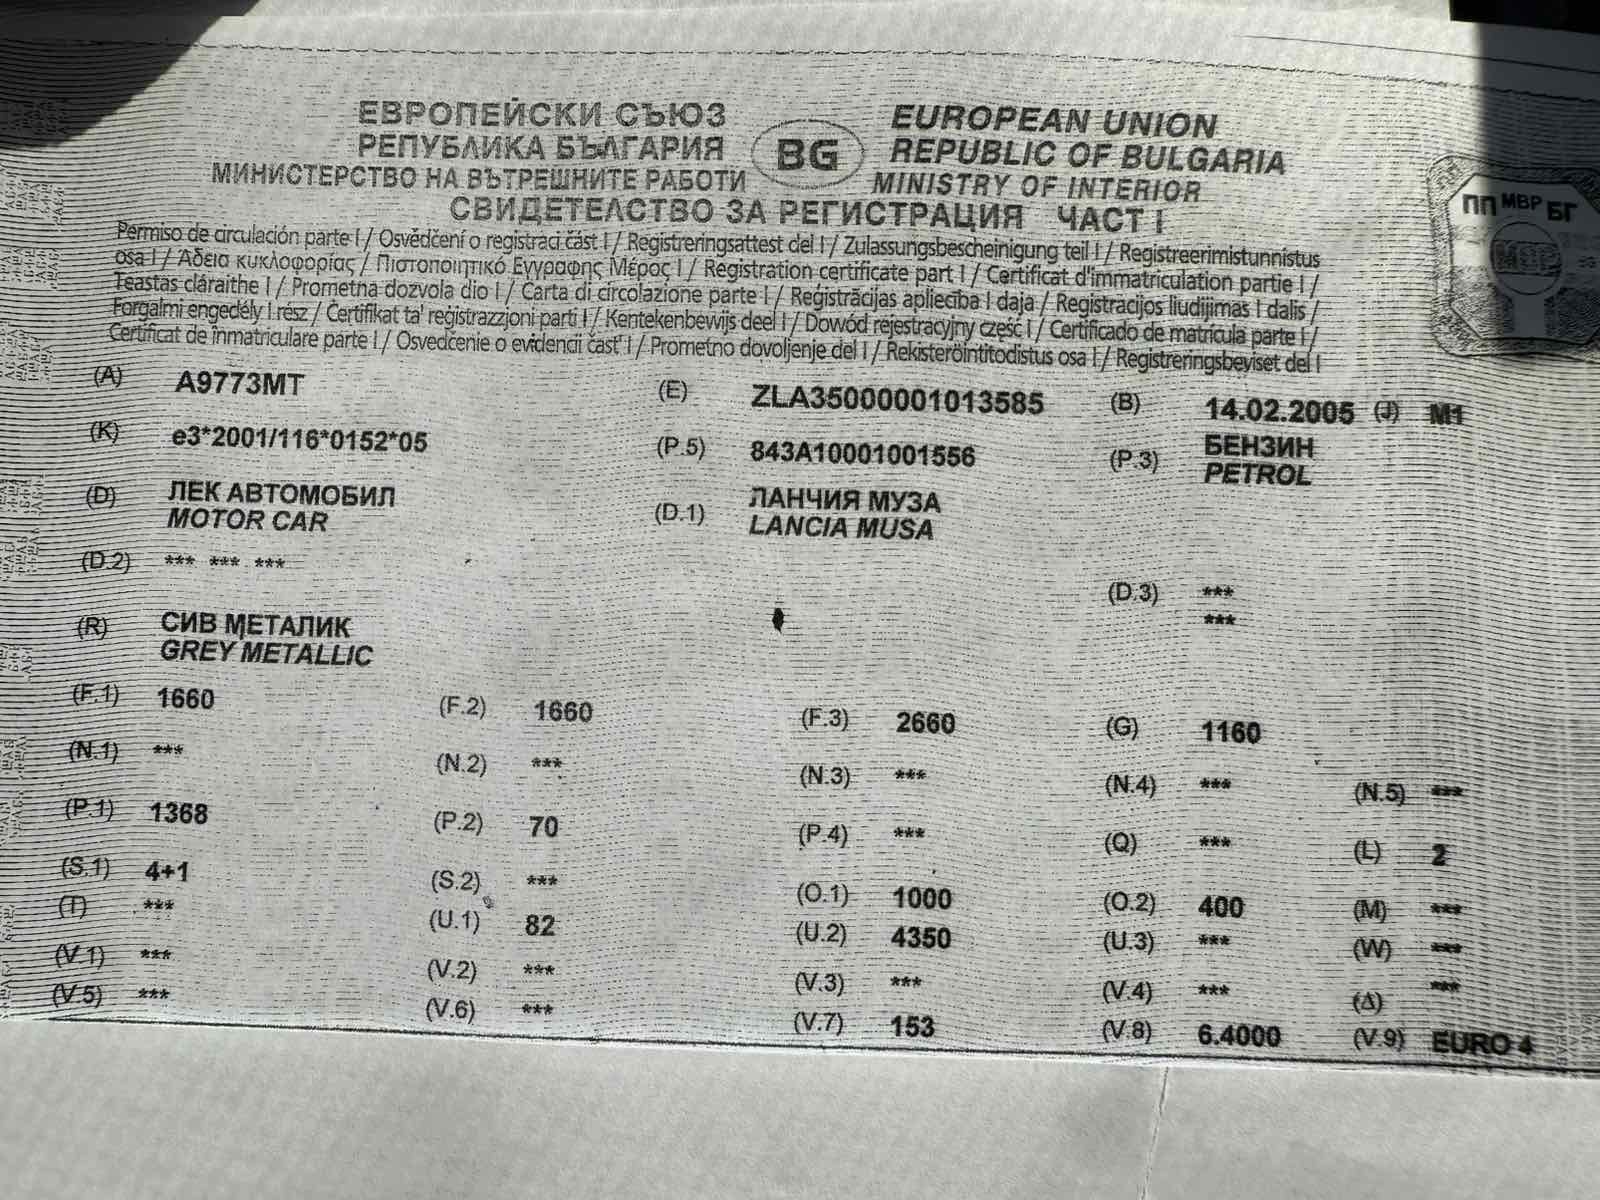 ЕВРОПЕЙСКИ СЪЮЗ
РЕПУБЛИКА БЪЛГАРИЯ
МИНИСТЕРСТВО НА ВЪТРЕШНИТЕ РАБОТИ
BG
EUROPEAN UNION
REPUBLIC OF BULGARIA
MINISTRY OF INTERIOR
СВИДЕТЕЛСТВО ЗА РЕГИСТРАЦИЯ ЧАСТ I
ПП МВР БГ
Permiso de circulación parte I / Osvědčení o registraci část I / Registreringsattest del I / Zulassungsbescheinigung teil I / Registreerimistunnistus
osa I / Άδεια κυκλοφορίας / Πιστοποιητικό Εγγραφης Μέρος I / Registration certificate part I / Certificat d'immatriculation partie I /
Teastas cláraithe I / Prometna dozvola dio I / Carta di circolazione parte I / Reģistrācijas apliecība I daļa / Registracijos liudijimas I dalis /
Forgalmi engedély I.rész / Ċertifikat ta' reġistrazzjoni parti I / Kentekenbewijs deel I / Dowód rejestracyjny część I / Certificado de matrícula parte I /
Certificat de înmatriculare parte I / Osvedčenie o evidencii časť I / Prometno dovoljenje del I / Rekisteröintitodistus osa I / Registreringsbeviset del I
(A) A9773MT (E) ZLA35000001013585 (B) 14.02.2005 (J) M1
(K) e3*2001/116*0152*05 (P.5) 843A10001001556 (P.3) БЕНЗИН
PETROL
(D) ЛЕК АВТОМОБИЛ
MOTOR CAR
(D.1) ЛАНЧИЯ МУЗА
LANCIA MUSA
(D.2) *** *** ***
(D.3) ***
***
(R) СИВ МЕТАЛИК
GREY METALLIC
(F.1) 1660 (F.2) 1660 (F.3) 2660 (G) 1160
(N.1) *** (N.2) *** (N.3) *** (N.4) *** (N.5) ***
(P.1) 1368 (P.2) 70 (P.4) *** (Q) *** (L) 2
(S.1) 4+1 (S.2) *** (O.1) 1000 (O.2) 400 (M) ***
(T) *** (U.1) 82 (U.2) 4350 (U.3) *** (W) ***
(V.1) *** (V.2) *** (V.3) *** (V.4) *** (Δ) ***
(V.5) *** (V.6) *** (V.7) 153 (V.8) 6.4000 (V.9) EURO 4